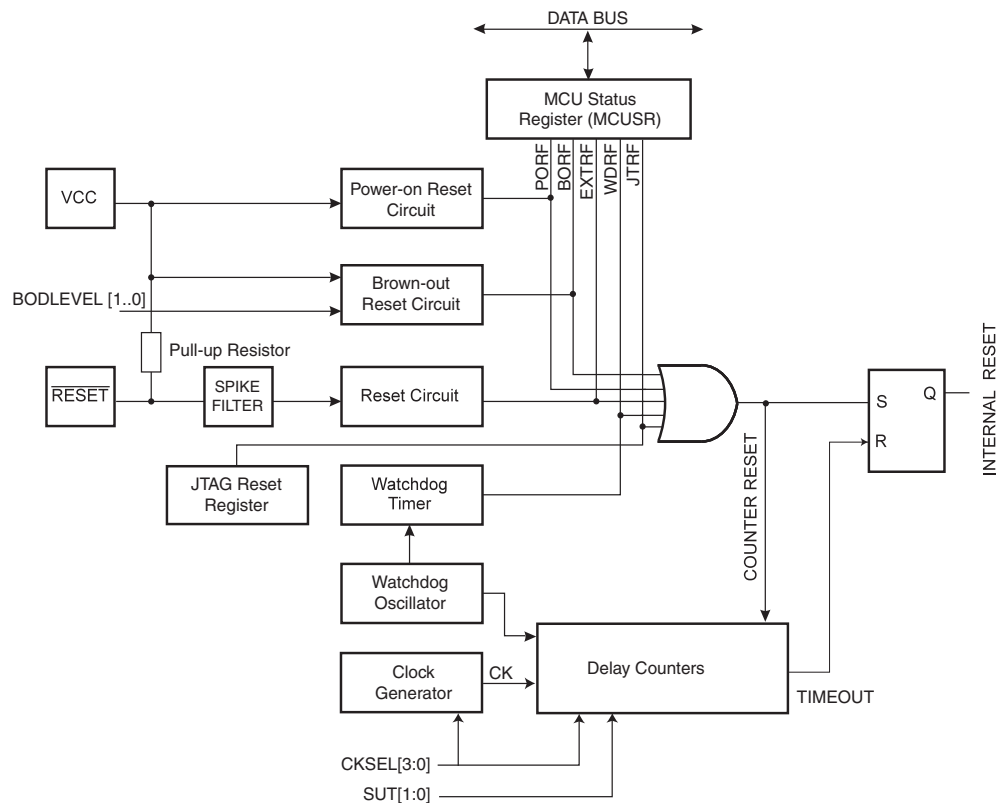 DATA BUS
MCU Status
Register (MCUSR)
PORF
BORF
EXTRF
WDRF
JTRF
VCC
Power-on Reset
Circuit
Brown-out
Reset Circuit
BODLEVEL [1..0]
Pull-up Resistor
RESET
SPIKE
FILTER
Reset Circuit
JTAG Reset
Register
Watchdog
Timer
Watchdog
Oscillator
Clock
Generator
CK
Delay Counters
COUNTER RESET
S
R
Q
INTERNAL RESET
TIMEOUT
CKSEL[3:0]
SUT[1:0]